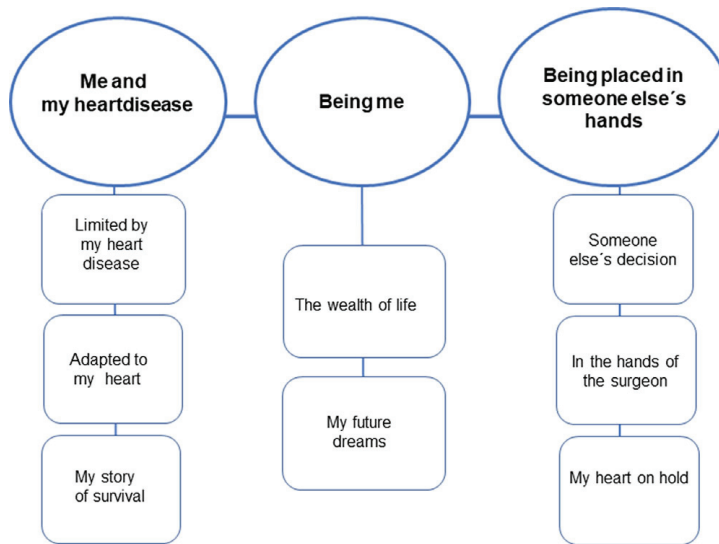 Me and
my heartdisease
Being me
Being placed in
someone else´s
hands
Limited by
my heart
disease
Adapted to
my heart
My story
of survival
The wealth of life
My future
dreams
Someone
else´s decision
In the hands of
the surgeon
My heart on hold